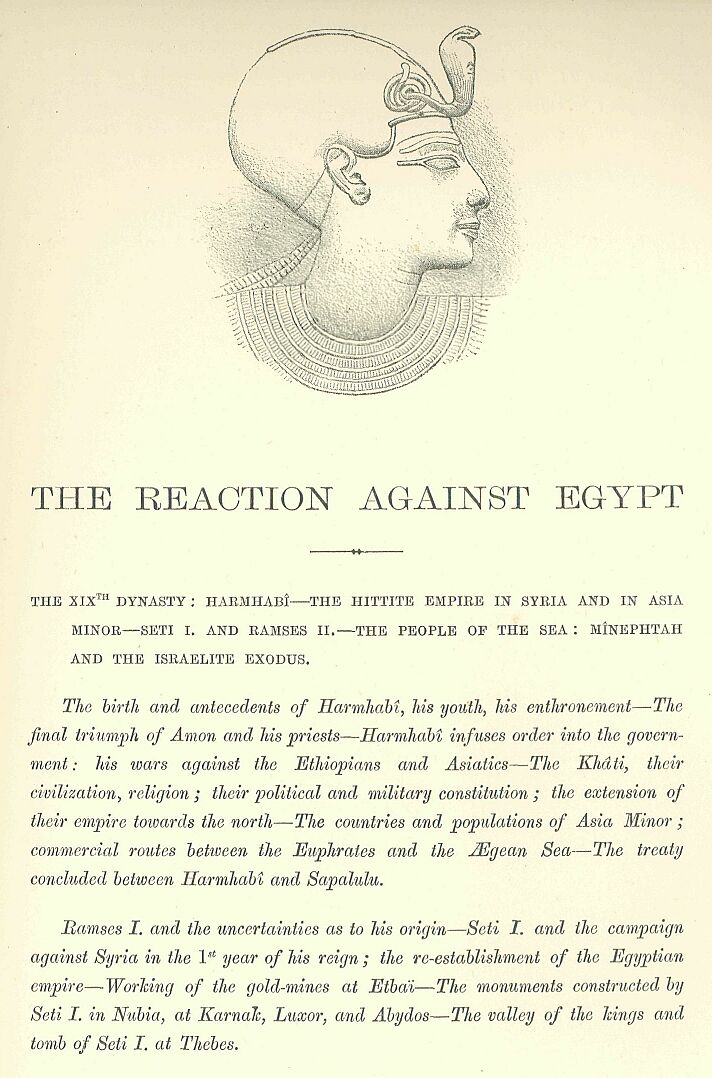 THE REACTION AGAINST EGYPT
THE XIXTH DYNASTY: HARMHABÎ—THE HITTITE EMPIRE IN SYRIA AND IN ASIA
MINOR—SETI I. AND RAMSES II.—THE PEOPLE OF THE SEA: MÎNEPHTAH
AND THE ISRAELITE EXODUS.
The birth and antecedents of Harmhabî, his youth, his enthronement—The
final triumph of Amon and his priests—Harmhabî infuses order into the govern-
ment: his wars against the Ethiopians and Asiatics—The Khâti, their
civilization, religion; their political and military constitution; the extension of
their empire towards the north—The countries and populations of Asia Minor;
commercial routes between the Euphrates and the Ægean Sea—The treaty
concluded between Harmhabî and Sapalulu.
Ramses I. and the uncertainties as to his origin—Seti I. and the campaign
against Syria in the 1st year of his reign; the re-establishment of the Egyptian
empire—Working of the gold-mines at Etbaï—The monuments constructed by
Seti I. in Nubia, at Karnak, Luxor, and Abydos—The valley of the kings and
tomb of Seti I. at Thebes.